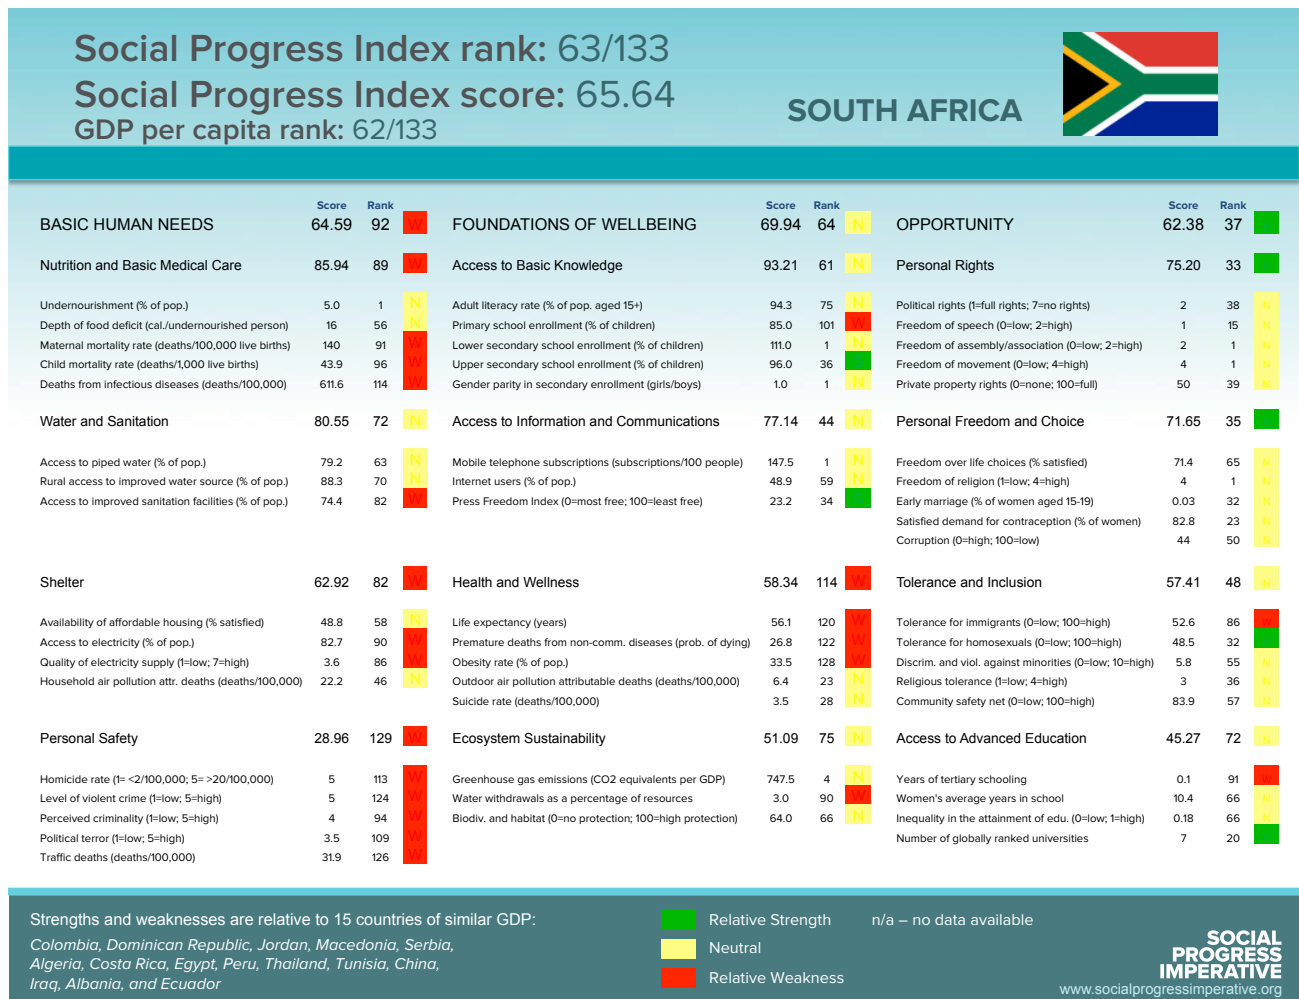 Social Progress Index rank: 63/133
Social Progress Index score: 65.64
GDP per capita rank: 62/133
SOUTH AFRICA
Score Rank
BASIC HUMAN NEEDS 64.59 92 W
Nutrition and Basic Medical Care 85.94 89 W
Undernourishment (% of pop.) 5.0 1 N
Depth of food deficit (cal./undernourished person) 16 56 N
Maternal mortality rate (deaths/100,000 live births) 140 91 W
Child mortality rate (deaths/1,000 live births) 43.9 96 W
Deaths from infectious diseases (deaths/100,000) 611.6 114 W
Water and Sanitation 80.55 72 N
Access to piped water (% of pop.) 79.2 63 N
Rural access to improved water source (% of pop.) 88.3 70 N
Access to improved sanitation facilities (% of pop.) 74.4 82 W
Shelter 62.92 82 W
Availability of affordable housing (% satisfied) 48.8 58 N
Access to electricity (% of pop.) 82.7 90 W
Quality of electricity supply (1=low; 7=high) 3.6 86 W
Household air pollution attr. deaths (deaths/100,000) 22.2 46 N
Personal Safety 28.96 129 W
Homicide rate (1= <2/100,000; 5= >20/100,000) 5 113 W
Level of violent crime (1=low; 5=high) 5 124 W
Perceived criminality (1=low; 5=high) 4 94 W
Political terror (1=low; 5=high) 3.5 109 W
Traffic deaths (deaths/100,000) 31.9 126 W
Score Rank
FOUNDATIONS OF WELLBEING 69.94 64 N
Access to Basic Knowledge 93.21 61 N
Adult literacy rate (% of pop. aged 15+) 94.3 75 N
Primary school enrollment (% of children) 85.0 101 W
Lower secondary school enrollment (% of children) 111.0 1 N
Upper secondary school enrollment (% of children) 96.0 36
Gender parity in secondary enrollment (girls/boys) 1.0 1 N
Access to Information and Communications 77.14 44 N
Mobile telephone subscriptions (subscriptions/100 people) 147.5 1 N
Internet users (% of pop.) 48.9 59 N
Press Freedom Index (0=most free; 100=least free) 23.2 34
Health and Wellness 58.34 114 W
Life expectancy (years) 56.1 120 W
Premature deaths from non-comm. diseases (prob. of dying) 26.8 122 W
Obesity rate (% of pop.) 33.5 128 W
Outdoor air pollution attributable deaths (deaths/100,000) 6.4 23 N
Suicide rate (deaths/100,000) 3.5 28 N
Ecosystem Sustainability 51.09 75 N
Greenhouse gas emissions (CO2 equivalents per GDP) 747.5 4 N
Water withdrawals as a percentage of resources 3.0 90 W
Biodiv. and habitat (0=no protection; 100=high protection) 64.0 66 N
Score Rank
OPPORTUNITY 62.38 37
Personal Rights 75.20 33
Political rights (1=full rights; 7=no rights) 2 38 N
Freedom of speech (0=low; 2=high) 1 15 N
Freedom of assembly/association (0=low; 2=high) 2 1 N
Freedom of movement (0=low; 4=high) 4 1 N
Private property rights (0=none; 100=full) 50 39 N
Personal Freedom and Choice 71.65 35
Freedom over life choices (% satisfied) 71.4 65 N
Freedom of religion (1=low; 4=high) 4 1 N
Early marriage (% of women aged 15-19) 0.03 32 N
Satisfied demand for contraception (% of women) 82.8 23 N
Corruption (0=high; 100=low) 44 50 N
Tolerance and Inclusion 57.41 48 N
Tolerance for immigrants (0=low; 100=high) 52.6 86 W
Tolerance for homosexuals (0=low; 100=high) 48.5 32
Discrim. and viol. against minorities (0=low; 10=high) 5.8 55 N
Religious tolerance (1=low; 4=high) 3 36 N
Community safety net (0=low; 100=high) 83.9 57 N
Access to Advanced Education 45.27 72 N
Years of tertiary schooling 0.1 91 W
Women's average years in school 10.4 66 N
Inequality in the attainment of edu. (0=low; 1=high) 0.18 66 N
Number of globally ranked universities 7 20
Strengths and weaknesses are relative to 15 countries of similar GDP:
Colombia, Dominican Republic, Jordan, Macedonia, Serbia,
Algeria, Costa Rica, Egypt, Peru, Thailand, Tunisia, China,
Iraq, Albania, and Ecuador
Relative Strength
Neutral
Relative Weakness
n/a – no data available
SOCIAL
PROGRESS
IMPERATIVE
www.socialprogressimperative.org